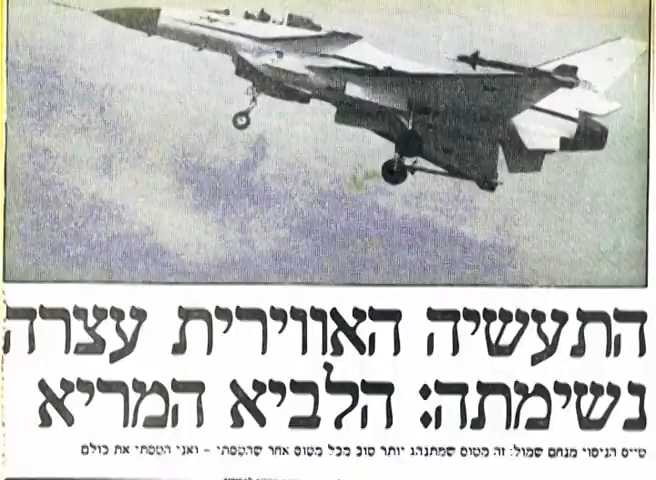 התעשיה האווירית עצרה
נשימתה: הלביא המריא
טייס הניסוי מנחם שמול: זה מטוס שמתנהג יותר טוב מכל מטוס אחר שהטסתי – ואני הטסתי את כולם